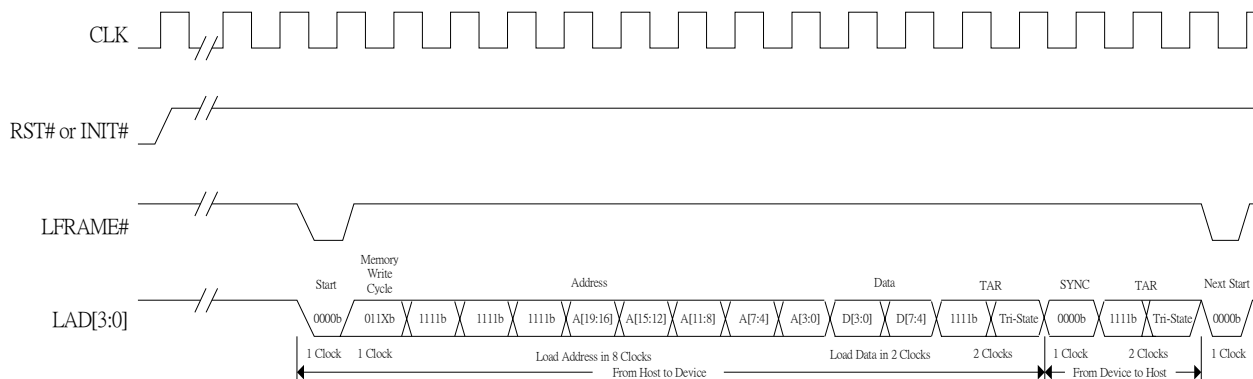 CLK
RST# or INIT#
LFRAME#
Memory
Write
Cycle
Start
Address
Data
TAR
SYNC
TAR
Next Start
LAD[3:0]
0000b
011Xb
1111b
1111b
1111b
A[19:16]
A[15:12]
A[11:8]
A[7:4]
A[3:0]
D[3:0]
D[7:4]
1111b
Tri-State
0000b
1111b
Tri-State
0000b
1 Clock
1 Clock
Load Address in 8 Clocks
Load Data in 2 Clocks
2 Clocks
1 Clock
2 Clocks
1 Clock
From Host to Device
From Device to Host